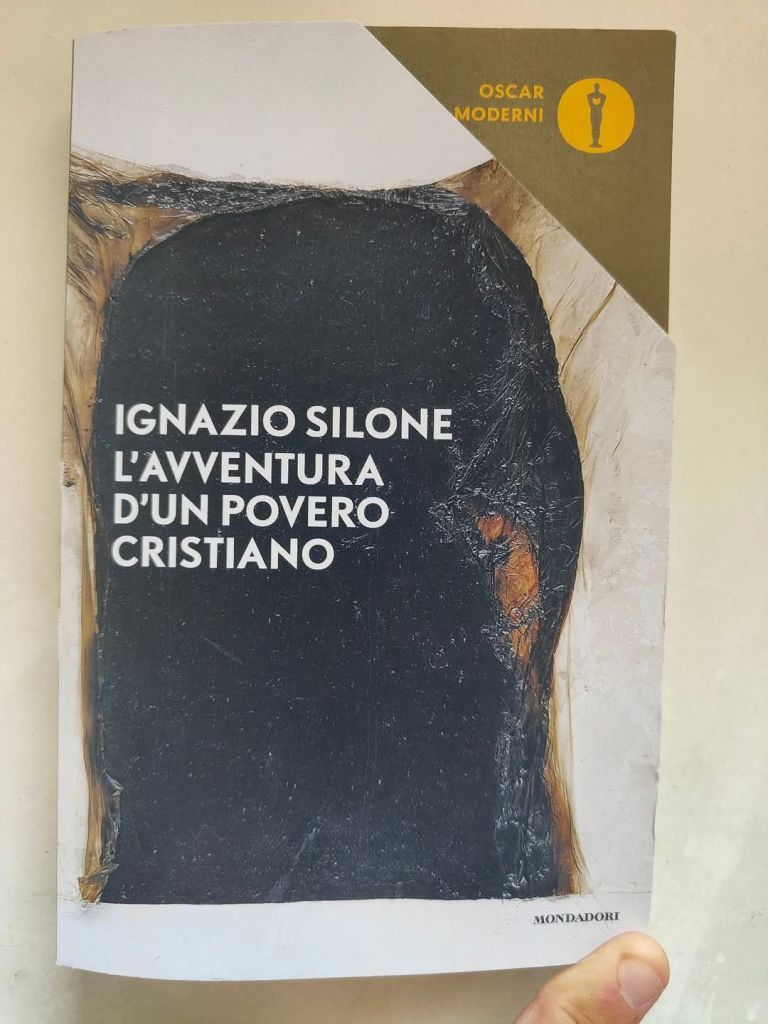 OSCAR
MODERNI
IGNAZIO SILONE
L'AVVENTURA
D'UN POVERO
CRISTIANO
MONDADORI